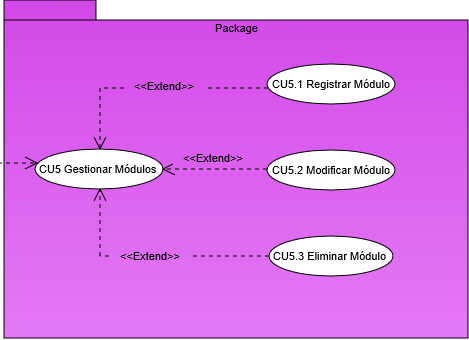 Package
<<Extend>>
CU5.1 Registrar Módulo
CU5 Gestionar Módulos
<<Extend>>
CU5.2 Modificar Módulo
<<Extend>>
CU5.3 Eliminar Módulo